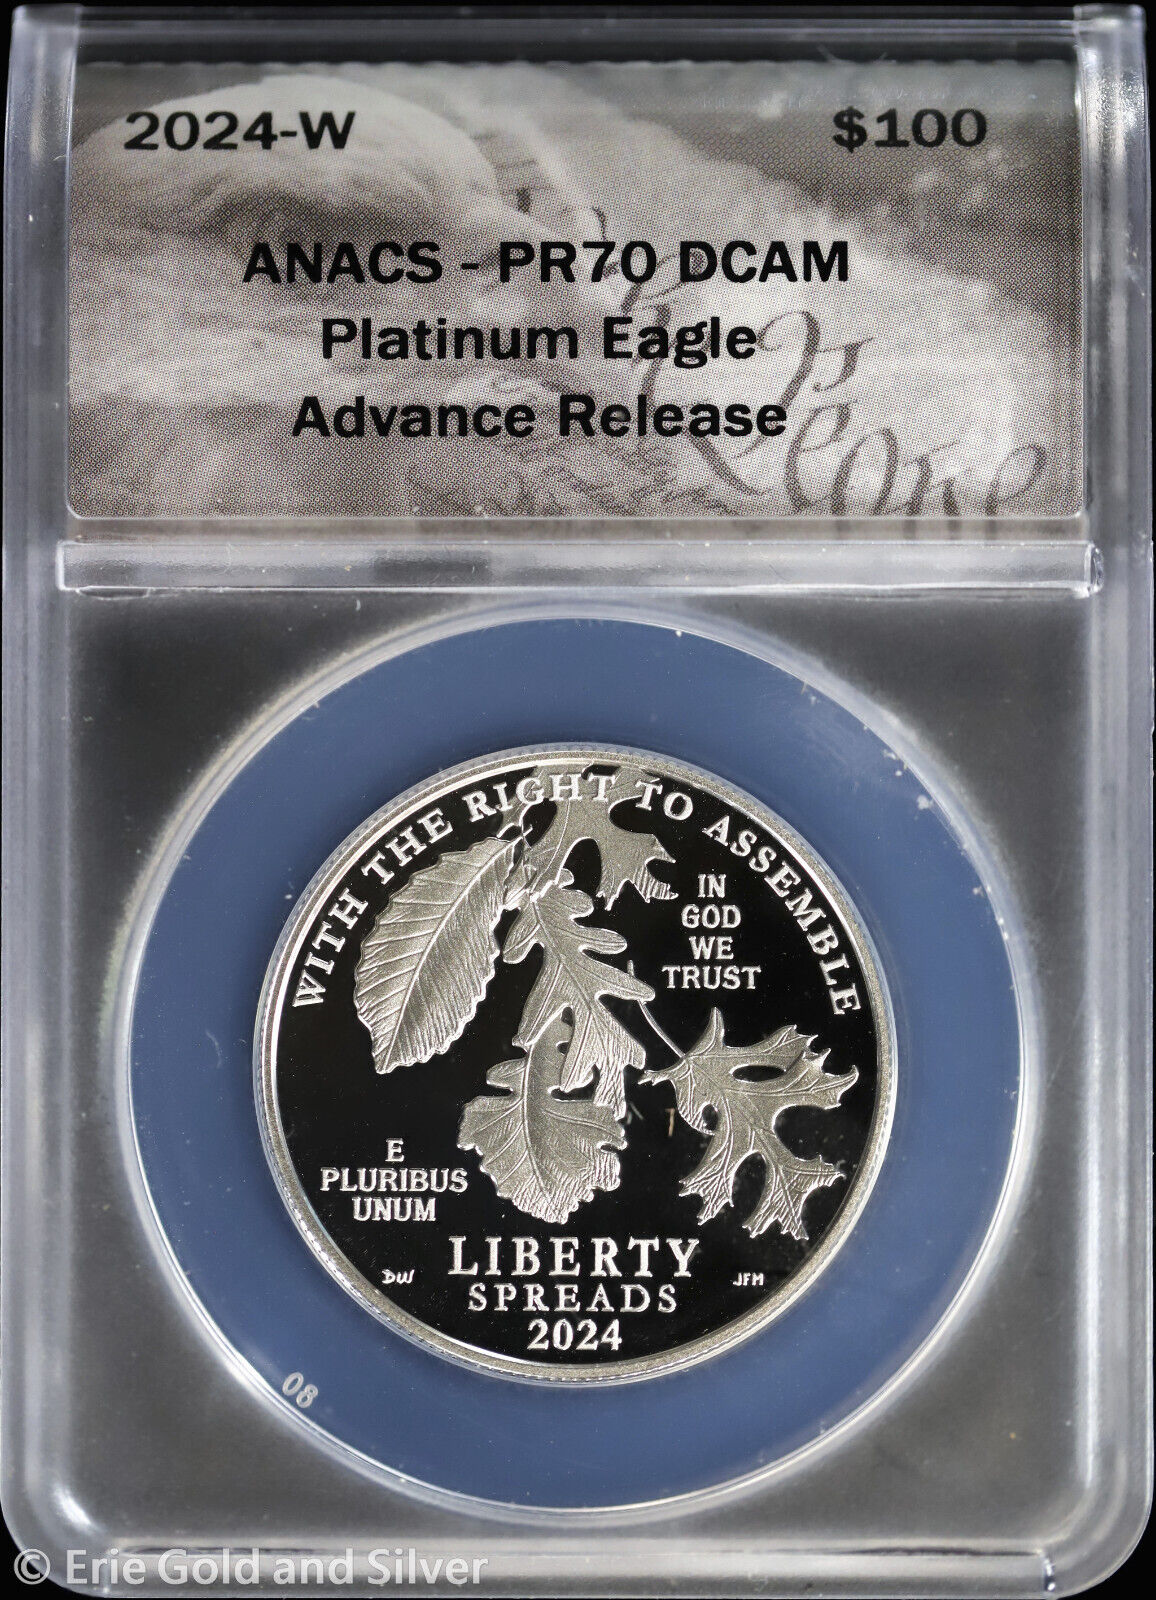 2024-W $100
ANACS - PR70 DCAM
Platinum Eagle
Advance Release
WITH THE RIGHT TO ASSEMBLE
IN
GOD
WE
TRUST
E
PLURIBUS
UNUM
DW LIBERTY JFM
SPREADS
2024
08
© Erie Gold and Silver